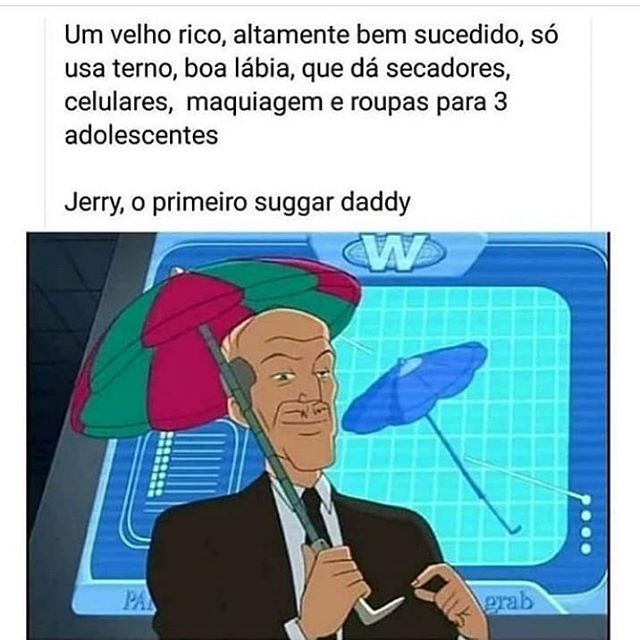 Um velho rico, altamente bem sucedido, só
usa terno, boa lábia, que dá secadores,
celulares, maquiagem e roupas para 3
adolescentes
Jerry, o primeiro suggar daddy
W
grab